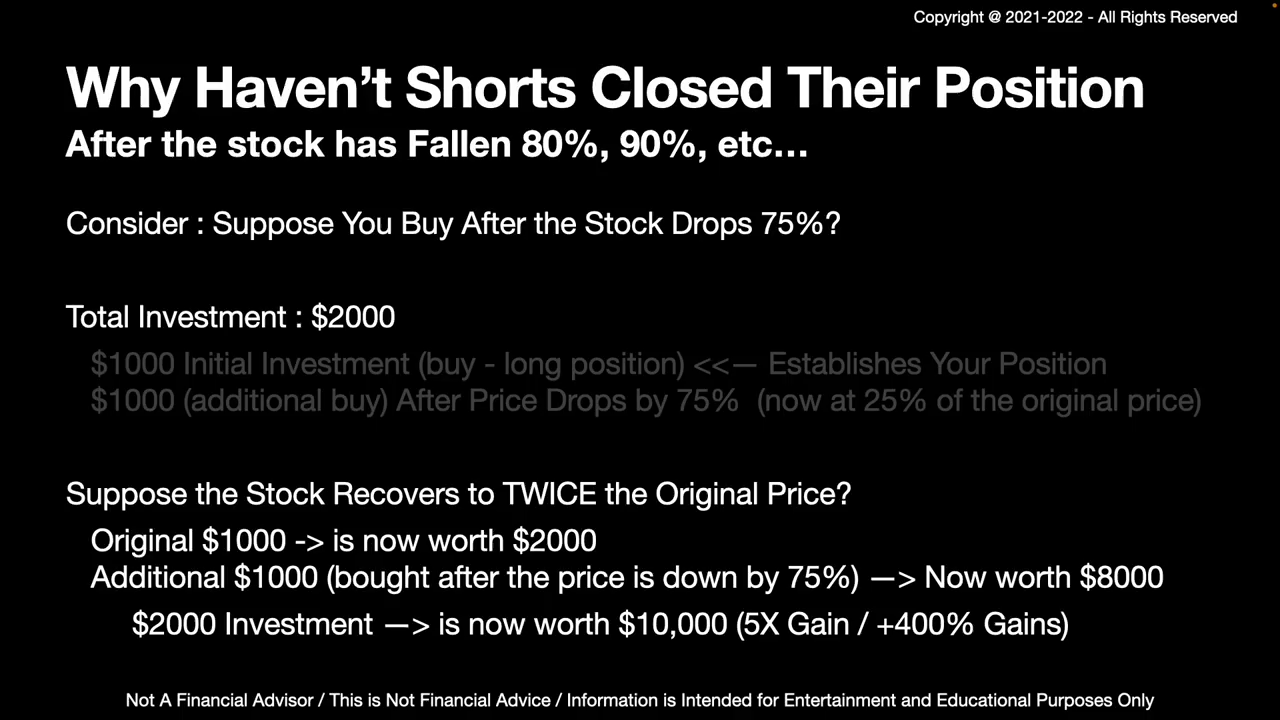 Copyright @ 2021-2022 - All Rights Reserved
Why Haven’t Shorts Closed Their Position
After the stock has Fallen 80%, 90%, etc…
Consider : Suppose You Buy After the Stock Drops 75%?
Total Investment : $2000
$1000 Initial Investment (buy - long position) <<— Establishes Your Position
$1000 (additional buy) After Price Drops by 75% (now at 25% of the original price)
Suppose the Stock Recovers to TWICE the Original Price?
Original $1000 -> is now worth $2000
Additional $1000 (bought after the price is down by 75%) —> Now worth $8000
$2000 Investment —> is now worth $10,000 (5X Gain / +400% Gains)
Not A Financial Advisor / This is Not Financial Advice / Information is Intended for Entertainment and Educational Purposes Only